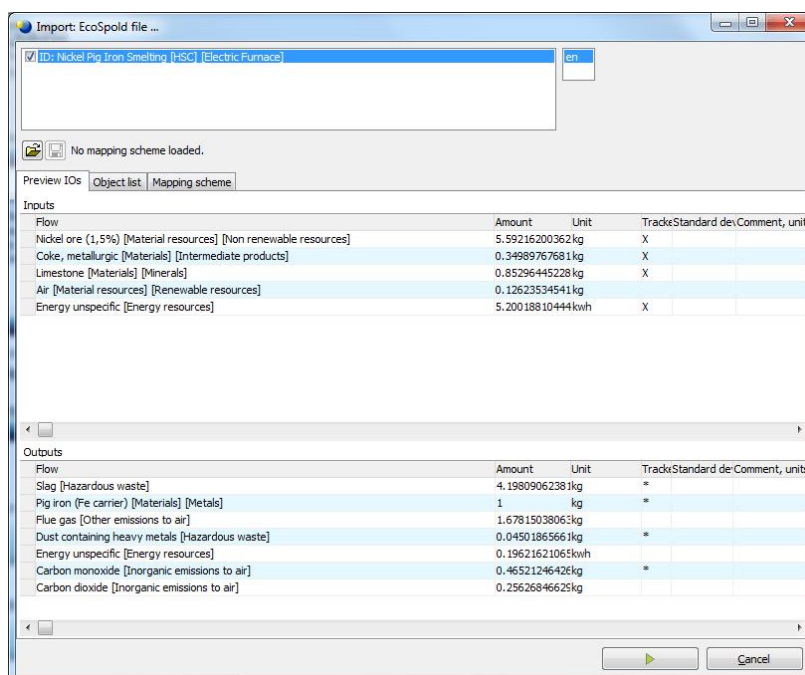 Import: EcoSpold file ...
ID: Nickel Pig Iron Smelting [HSC] [Electric Furnace]
en
No mapping scheme loaded.
Preview IOs Object list Mapping scheme
Inputs
Flow Amount Unit Tracke Standard dev Comment, unit
Nickel ore (1,5%) [Material resources] [Non renewable resources] 5.59216200362 kg X
Coke, metallurgic [Materials] [Intermediate products] 0.34989767681 kg X
Limestone [Materials] [Minerals] 0.85296445228 kg X
Air [Material resources] [Renewable resources] 0.12623534541 kg
Energy unspecific [Energy resources] 5.20018810444 kwh X
Outputs
Flow Amount Unit Tracke Standard dev Comment, units
Slag [Hazardous waste] 4.19809062381 kg *
Pig iron (Fe carrier) [Materials] [Metals] 1 kg *
Flue gas [Other emissions to air] 1.67815038063 kg
Dust containing heavy metals [Hazardous waste] 0.04501865661 kg *
Energy unspecific [Energy resources] 0.19621621065 kwh
Carbon monoxide [Inorganic emissions to air] 0.46521246426 kg *
Carbon dioxide [Inorganic emissions to air] 0.25626846629 kg
Cancel